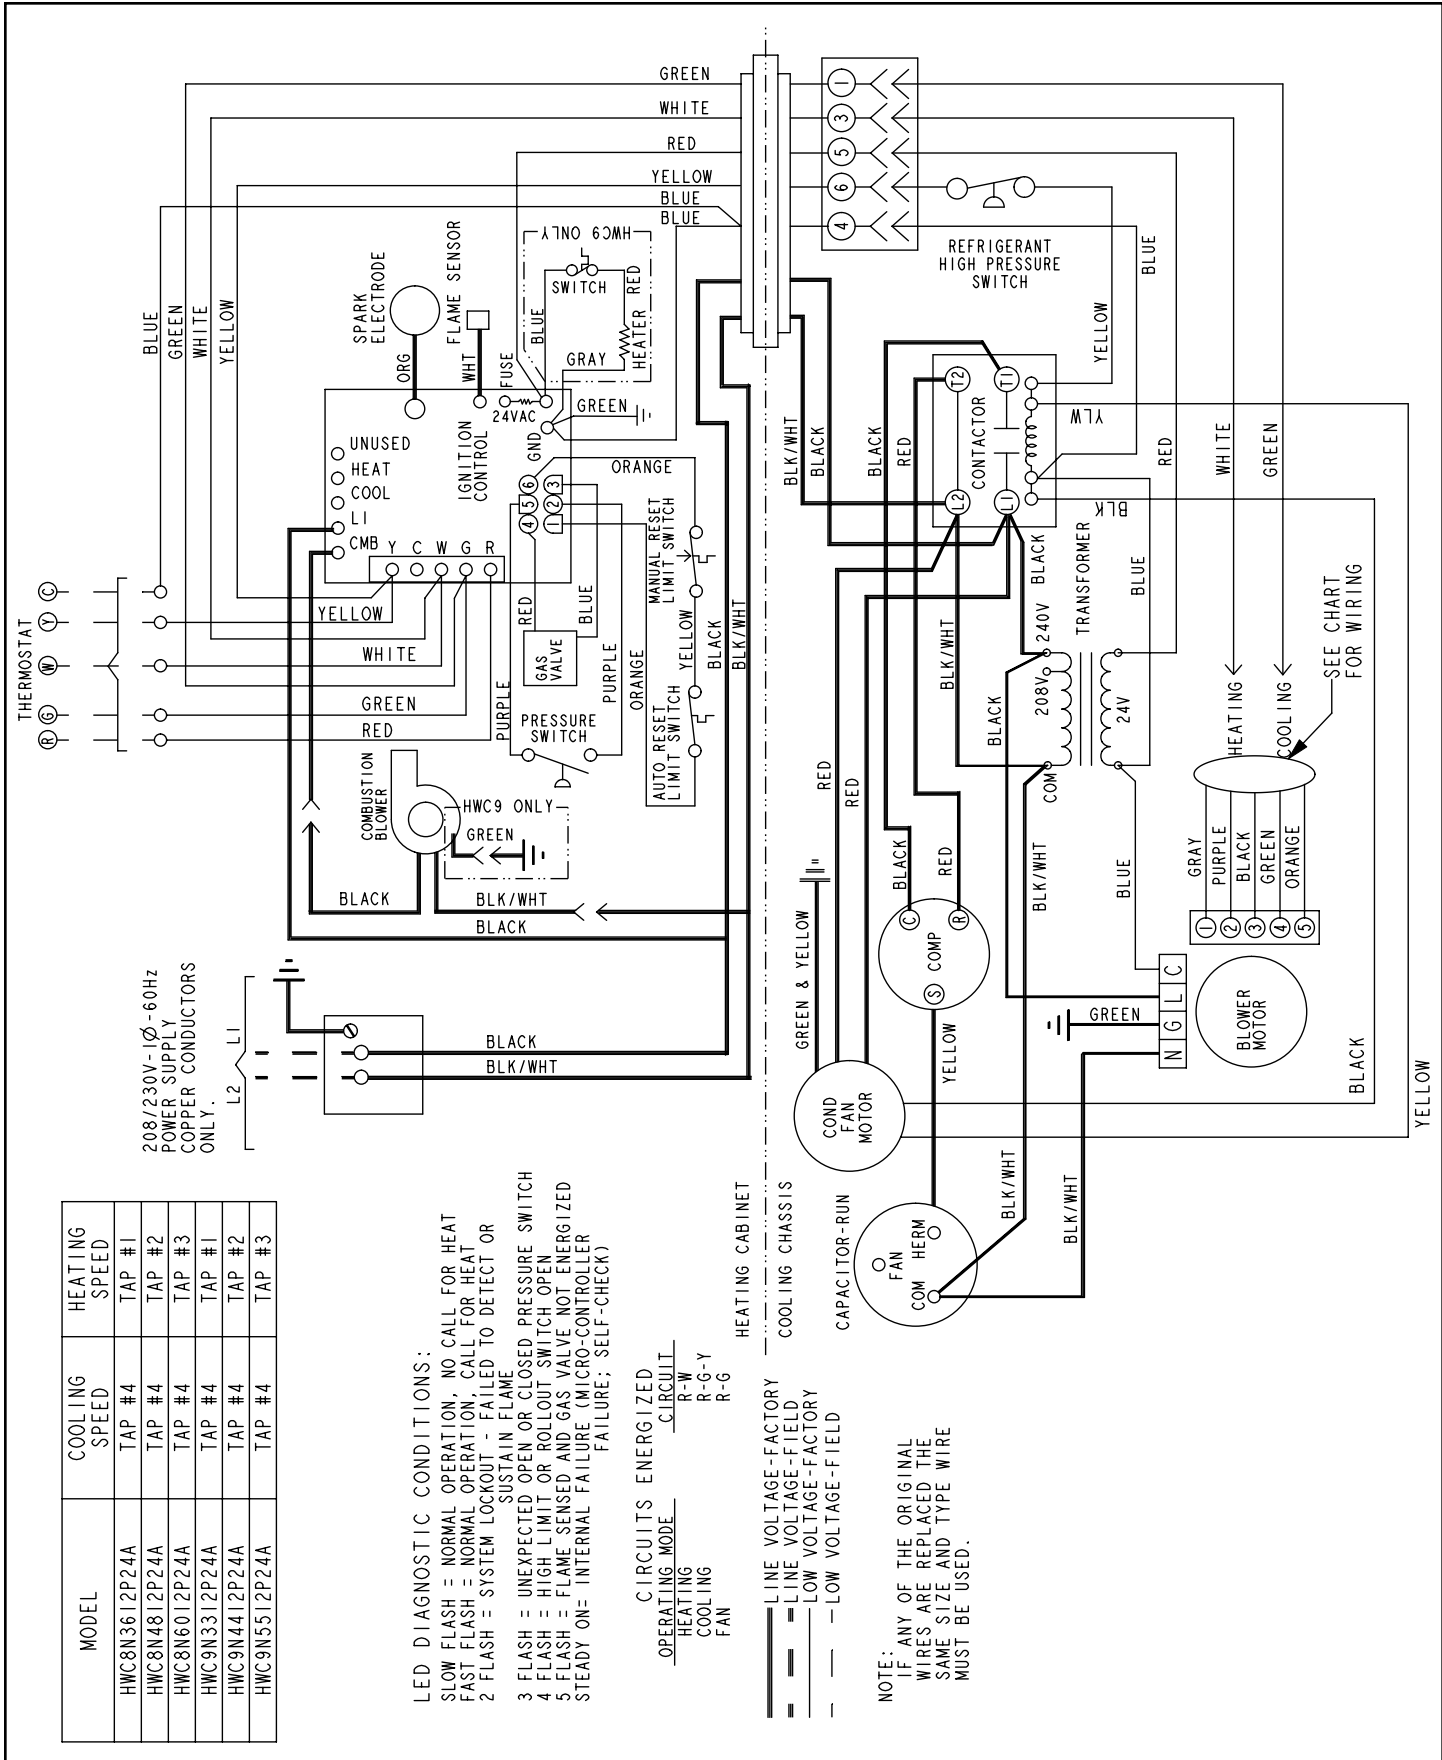 MODEL
COOLING SPEED
HEATING SPEED
HWC8N3612P24A TAP #4 TAP #1
HWC8N4812P24A TAP #4 TAP #2
HWC8N6012P24A TAP #4 TAP #3
HWC9N3312P24A TAP #4 TAP #1
HWC9N4412P24A TAP #4 TAP #2
HWC9N5512P24A TAP #4 TAP #3
LED DIAGNOSTIC CONDITIONS:
SLOW FLASH = NORMAL OPERATION, NO CALL FOR HEAT
FAST FLASH = NORMAL OPERATION, CALL FOR HEAT
2 FLASH = SYSTEM LOCKOUT - FAILED TO DETECT OR
SUSTAIN FLAME
3 FLASH = UNEXPECTED OPEN OR CLOSED PRESSURE SWITCH
4 FLASH = HIGH LIMIT OR ROLLOUT SWITCH OPEN
5 FLASH = FLAME SENSED AND GAS VALVE NOT ENERGIZED
STEADY ON= INTERNAL FAILURE (MICRO-CONTROLLER
FAILURE; SELF-CHECK)
CIRCUITS ENERGIZED
OPERATING MODE CIRCUIT
HEATING R-W
COOLING R-G-Y
FAN R-G
LINE VOLTAGE-FACTORY
LINE VOLTAGE-FIELD
LOW VOLTAGE-FACTORY
LOW VOLTAGE-FIELD
NOTE:
IF ANY OF THE ORIGINAL
WIRES ARE REPLACED THE
SAME SIZE AND TYPE WIRE
MUST BE USED.
HEATING CABINET
COOLING CHASSIS
208/230V-1Ø-60Hz
POWER SUPPLY
COPPER CONDUCTORS
ONLY.
L2 L1
BLACK
BLK/WHT
THERMOSTAT
R G W Y C
BLUE
GREEN
WHITE
YELLOW
YELLOW
WHITE
GREEN
RED
UNUSED
HEAT
COOL
L1
CMB
Y C W G R
SPARK
ELECTRODE
ORG
FLAME SENSOR
WHT
FUSE
24VAC
GND
IGNITION
CONTROL
4 5 6
1 2 3
GREEN
HWC9 ONLY
SWITCH
BLUE
RED
GRAY
HEATER
GREEN
WHITE
RED
YELLOW
BLUE
BLUE
ORANGE
MANUAL RESET
LIMIT SWITCH
YELLOW
AUTO RESET
LIMIT SWITCH
RED
BLUE
GAS
VALVE
PURPLE
PURPLE
ORANGE
PRESSURE
SWITCH
COMBUSTION
BLOWER
HWC9 ONLY
GREEN
BLACK
BLK/WHT
BLACK
BLACK
BLK/WHT
1
3
5
6
4
REFRIGERANT
HIGH PRESSURE
SWITCH
BLUE
YELLOW
BLK/WHT
BLACK
BLACK
RED
T2 T1
CONTACTOR
L2 L1
YLW
BLK
RED
WHITE
GREEN
BLACK
BLK/WHT
240V
208V
COM
TRANSFORMER
24V
BLUE
BLACK
HEATING
COOLING
SEE CHART
FOR WIRING
RED
RED
BLACK
RED
BLK/WHT
BLUE
GRAY
PURPLE
BLACK
GREEN
ORANGE
1 2 3 4 5
BLOWER
MOTOR
N G L C
GREEN
GREEN & YELLOW
COMP
C R S
YELLOW
COND
FAN
MOTOR
BLACK
YELLOW
CAPACITOR-RUN
FAN
COM HERM
BLK/WHT
BLK/WHT